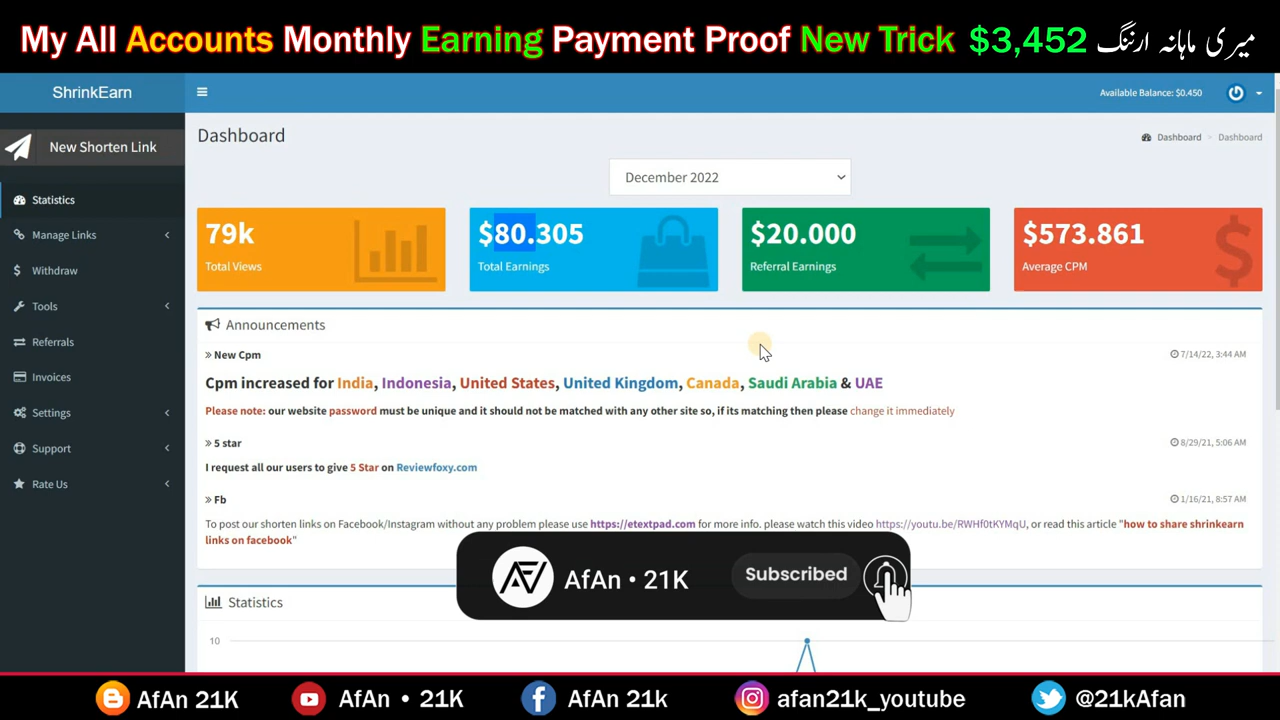 My All Accounts Monthly Earning Payment Proof New Trick $3,452 میری ماہانہ ارننگ
ShrinkEarn
Available Balance: $0.450
New Shorten Link
Dashboard
Dashboard > Dashboard
December 2022
Statistics
Manage Links
Withdraw
Tools
Referrals
Invoices
Settings
Support
Rate Us
79k
Total Views
$80.305
Total Earnings
$20.000
Referral Earnings
$573.861
Average CPM
Announcements
» New Cpm
7/14/22, 3:44 AM
Cpm increased for India, Indonesia, United States, United Kingdom, Canada, Saudi Arabia & UAE
Please note: our website password must be unique and it should not be matched with any other site so, if its matching then please change it immediately
» 5 star
8/29/21, 5:06 AM
I request all our users to give 5 Star on Reviewfoxy.com
» Fb
1/16/21, 8:57 AM
To post our shorten links on Facebook/Instagram without any problem please use https://etextpad.com for more info. please watch this video https://youtu.be/RWHf0tKYMqU, or read this article "how to share shrinkearn
links on facebook"
AfAn • 21K
Subscribed
Statistics
10
AfAn 21K
AfAn • 21K
AfAn 21k
afan21k_youtube
@21kAfan